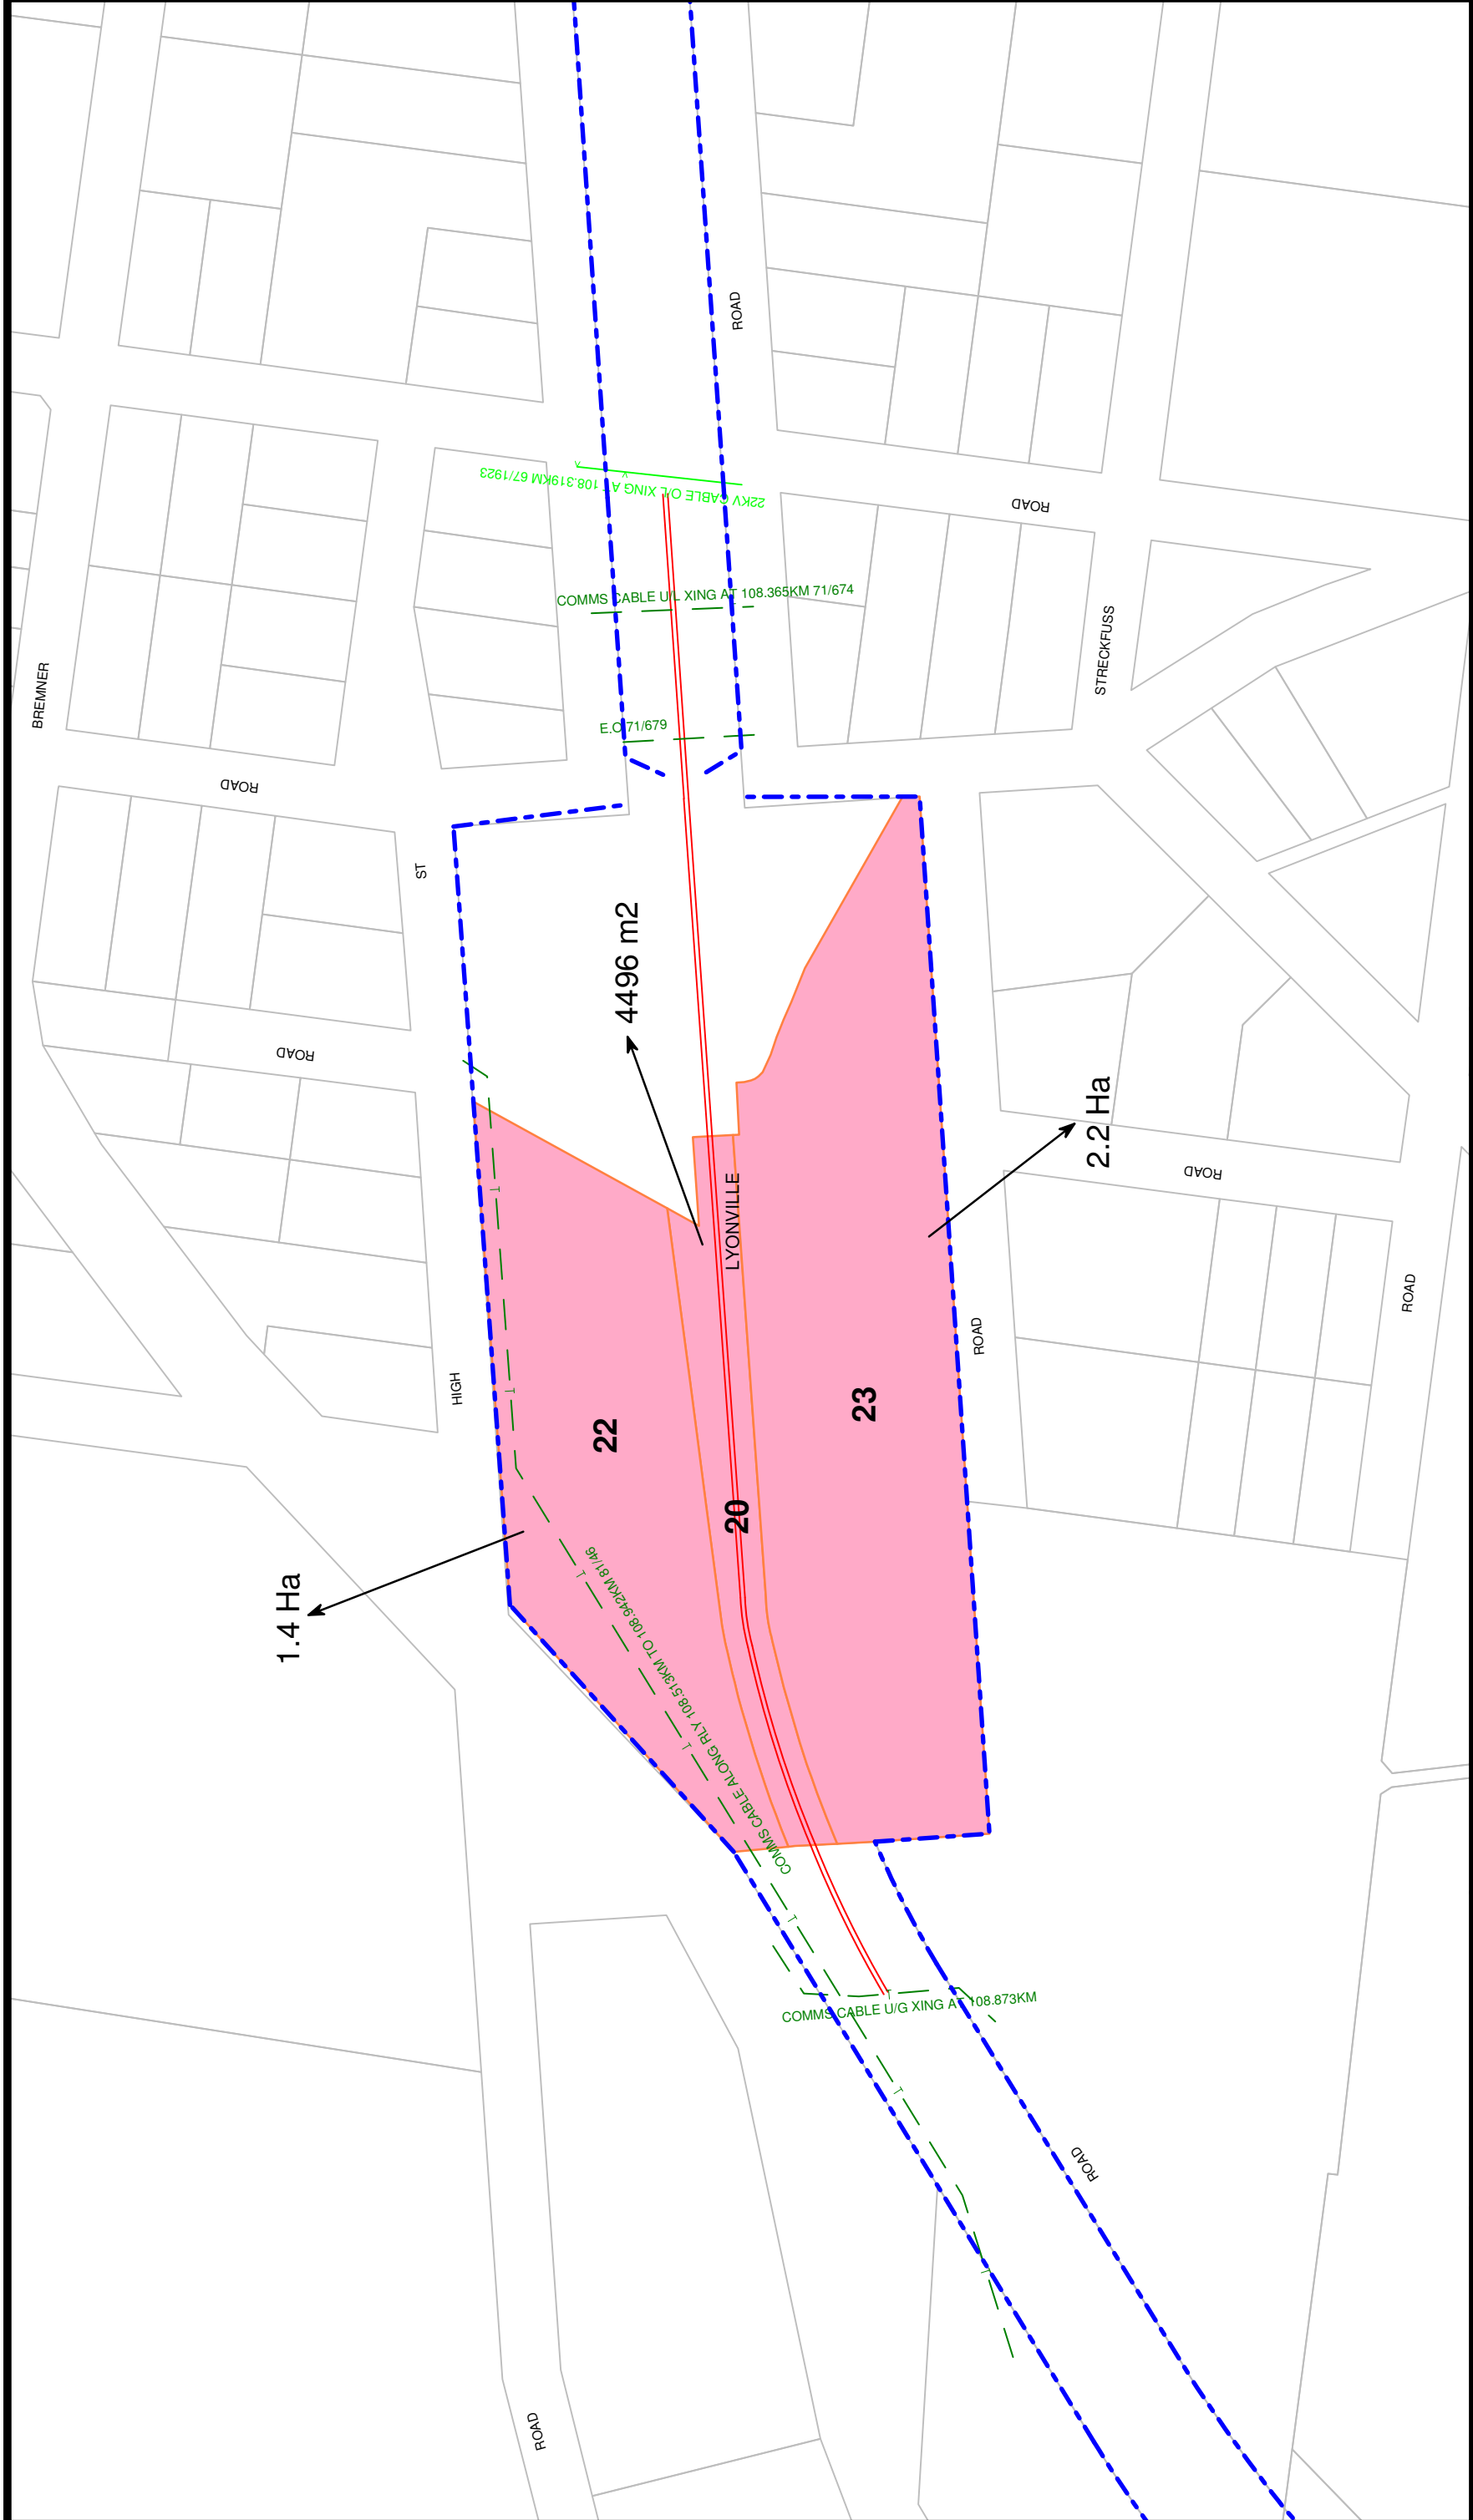 ROAD
22KV CABLE O/L XING AT 108.319KM 67/1923
ROAD
COMMS CABLE U/L XING AT 108.365KM 71/674
STRECKFUSS
BREMNER
E.O 71/679
ROAD
ST
4496 m2
ROAD
2.2 Ha
ROAD
LYONVILLE
ROAD
ROAD
HIGH
22
23
20
1.4 Ha
COMMS CABLE ALONG RLY 108.513KM TO 108.942KM 81/46
COMMS CABLE U/G XING AT 108.873KM
ROAD
ROAD